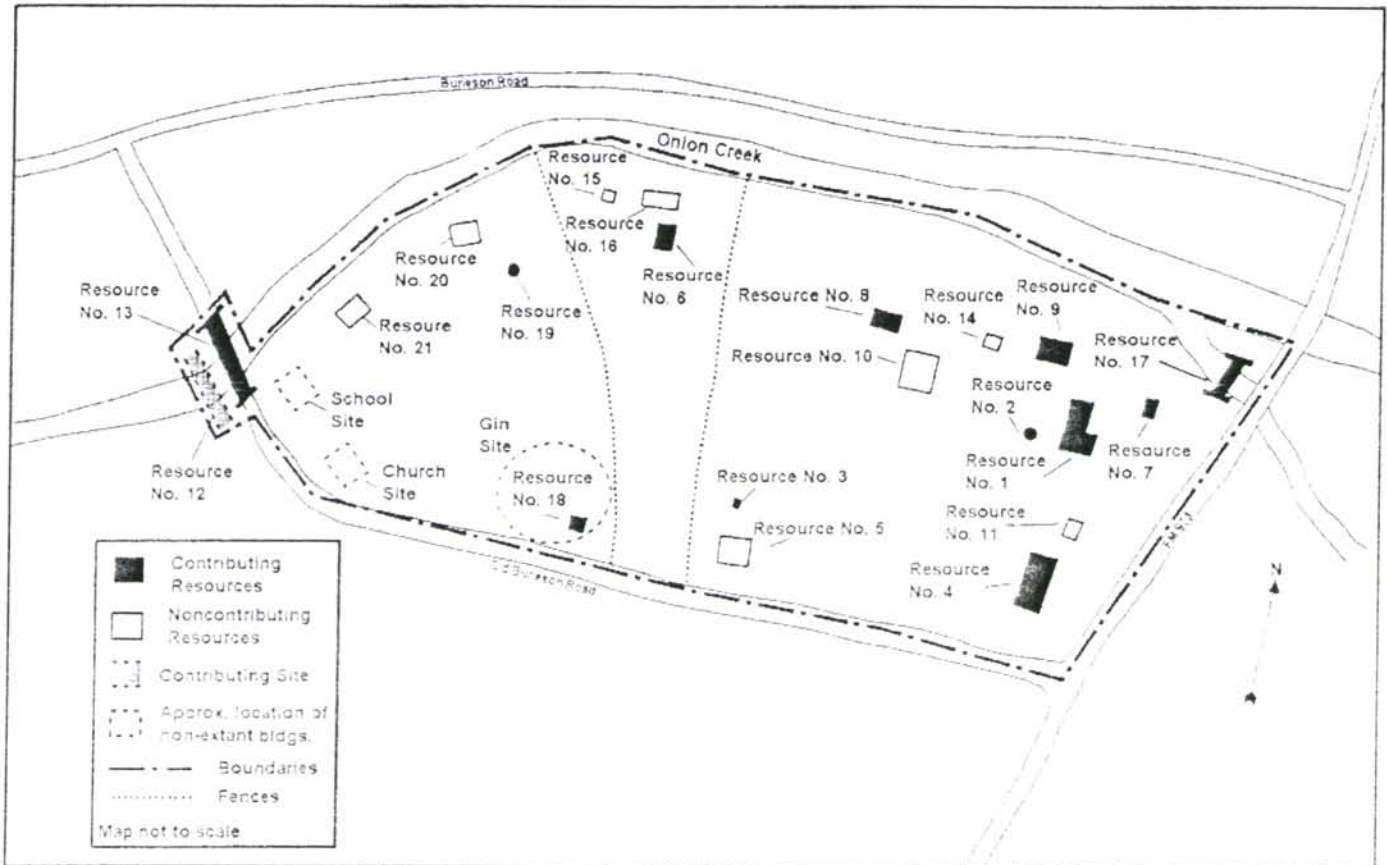 Burleson Road
Onion Creek
Resource
No. 15
Resource
No. 16
Resource
No. 6
Resource
No. 20
Resource
No. 19
Resoure
No. 21
Resource
No. 13
Resource
No. 12
School
Site
Church
Site
Gin
Site
Resource
No. 18
Resource No. 8
Resource
No. 14
Resource
No. 9
Resource No. 10
Resource
No. 17
Resource
No. 2
Resource
No. 1
Resource
No. 7
Resource No. 3
Resource No. 5
Resource
No. 11
Resource
No. 4
Old Burleson Road
N
Contributing
Resources
Noncontributing
Resources
Contributing Site
Approx. location of
non-extant bldgs.
Boundaries
Fences
Map not to scale